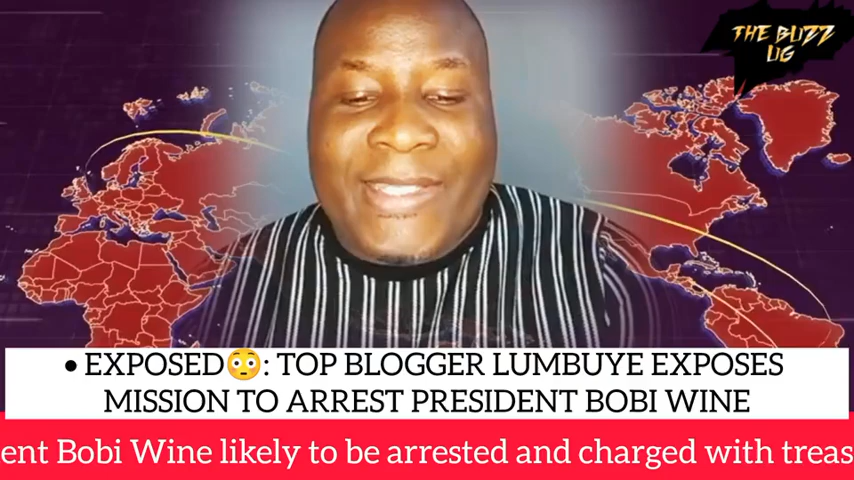 THE BUZZ
UG
• EXPOSED😳: TOP BLOGGER LUMBUYE EXPOSES
MISSION TO ARREST PRESIDENT BOBI WINE
ent Bobi Wine likely to be arrested and charged with treas